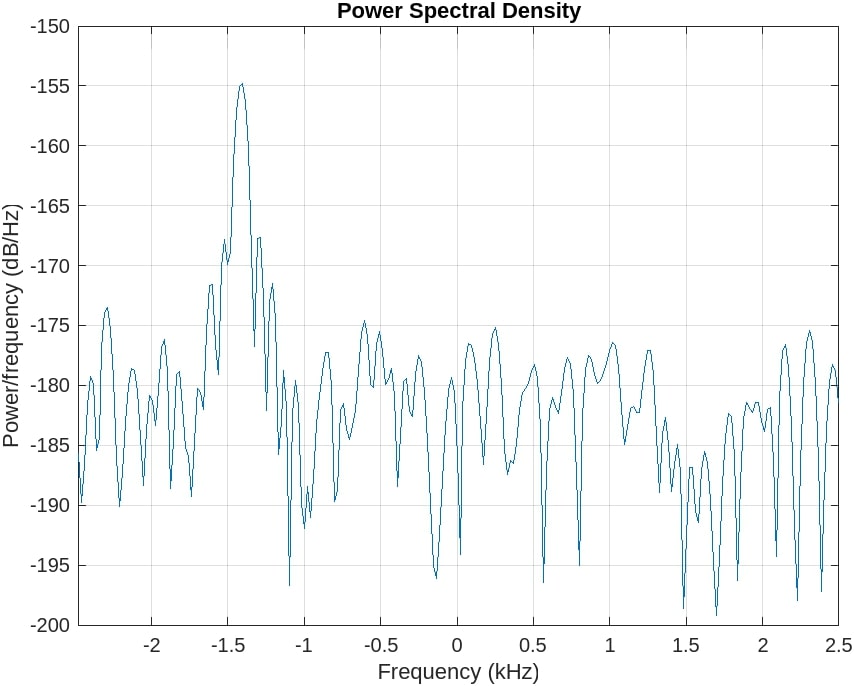 Power Spectral Density
Power/frequency (dB/Hz)
-150
-155
-160
-165
-170
-175
-180
-185
-190
-195
-200
-2 -1.5 -1 -0.5 0 0.5 1 1.5 2 2.5
Frequency (kHz)